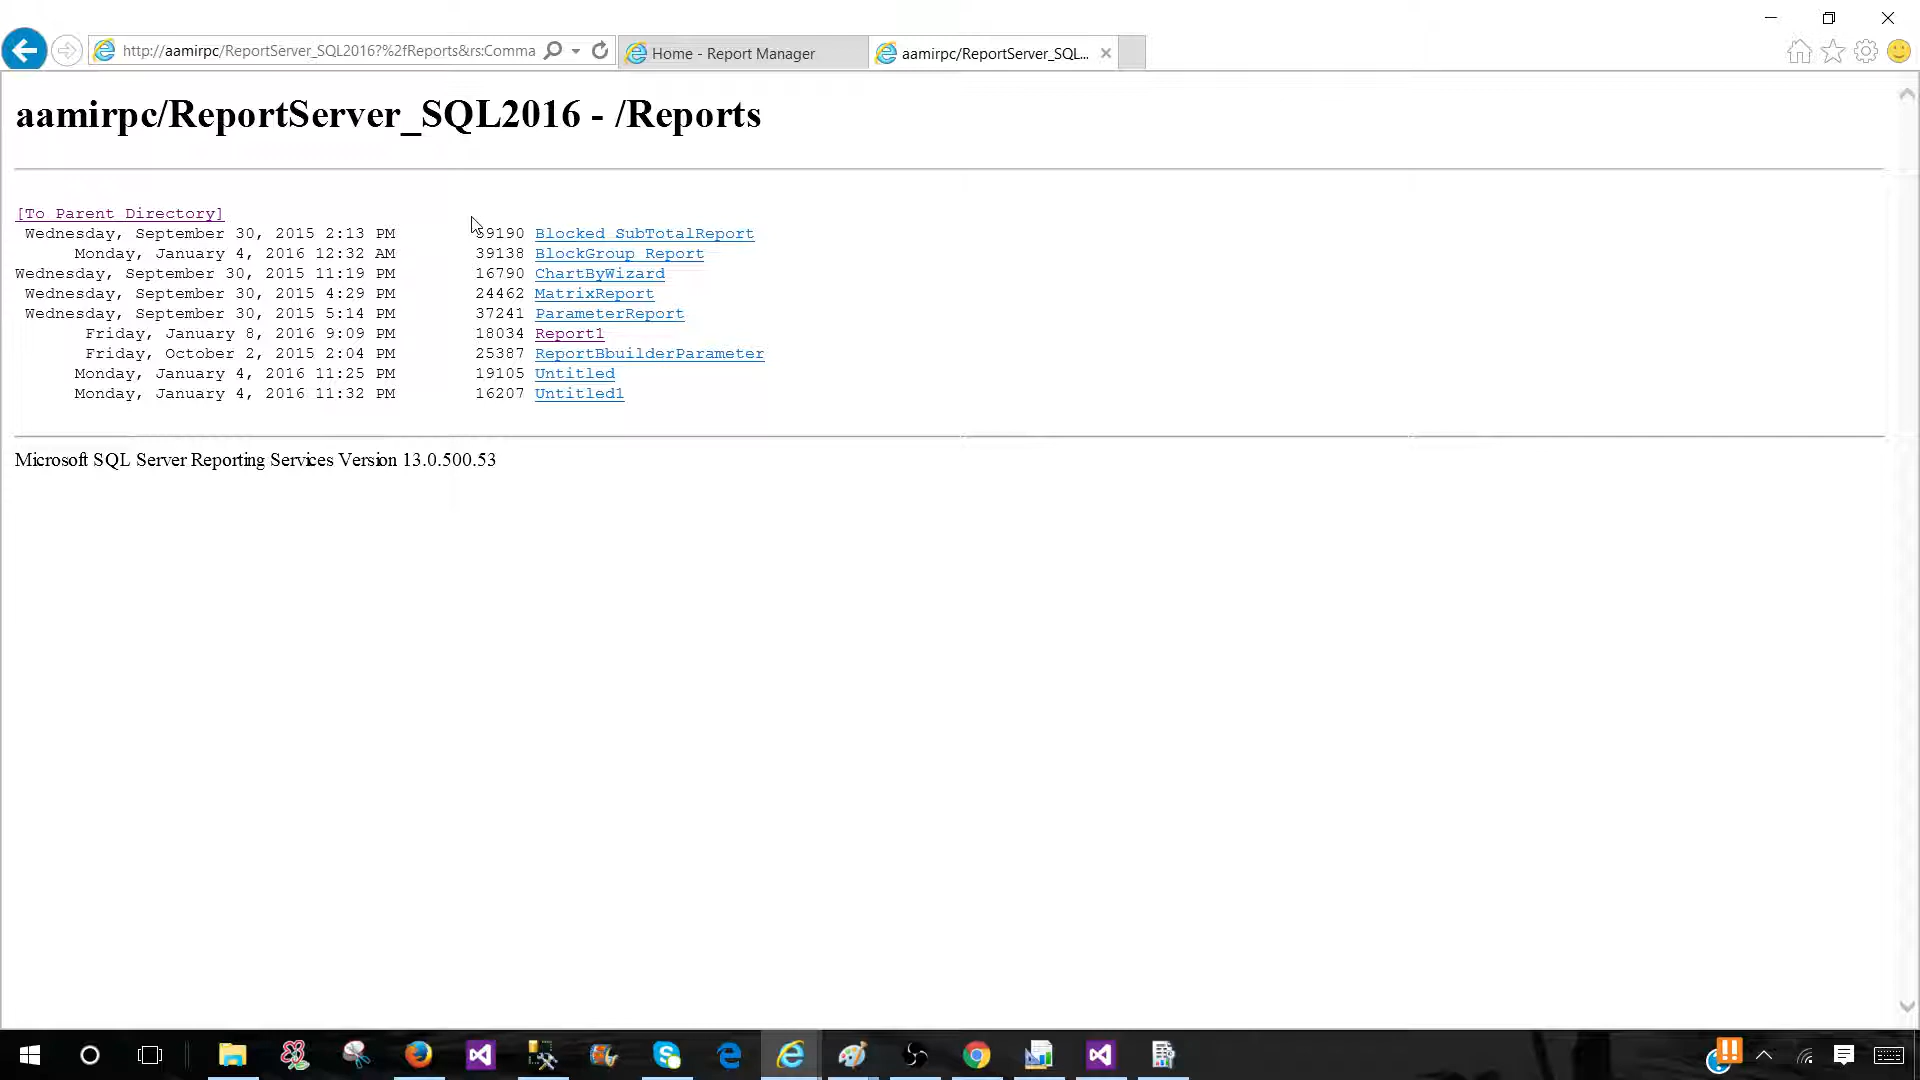 http://aamirpc/ReportServer_SQL2016?%2fReports&rs:Comma
Home - Report Manager
aamirpc/ReportServer_SQL...
aamirpc/ReportServer_SQL2016 - /Reports
[To Parent Directory]
Wednesday, September 30, 2015 2:13 PM 39190 Blocked SubTotalReport
Monday, January 4, 2016 12:32 AM 39138 BlockGroup Report
Wednesday, September 30, 2015 11:19 PM 16790 ChartByWizard
Wednesday, September 30, 2015 4:29 PM 24462 MatrixReport
Wednesday, September 30, 2015 5:14 PM 37241 ParameterReport
Friday, January 8, 2016 9:09 PM 18034 Report1
Friday, October 2, 2015 2:04 PM 25387 ReportBbuilderParameter
Monday, January 4, 2016 11:25 PM 19105 Untitled
Monday, January 4, 2016 11:32 PM 16207 Untitled1
Microsoft SQL Server Reporting Services Version 13.0.500.53